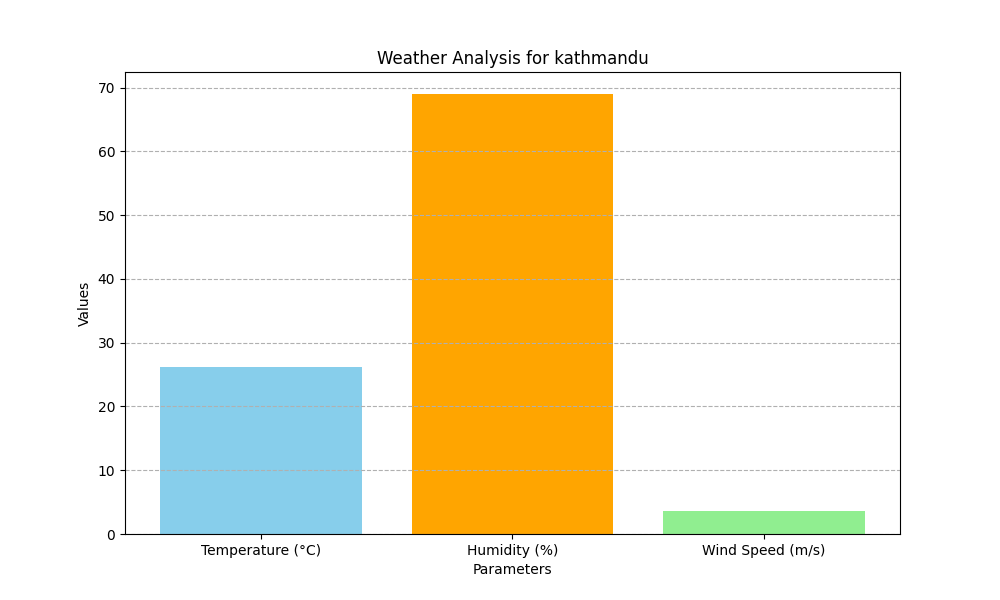 Weather Analysis for kathmandu
70
60
50
40
30
20
10
0
Values
Temperature (°C) Humidity (%) Wind Speed (m/s)
Parameters